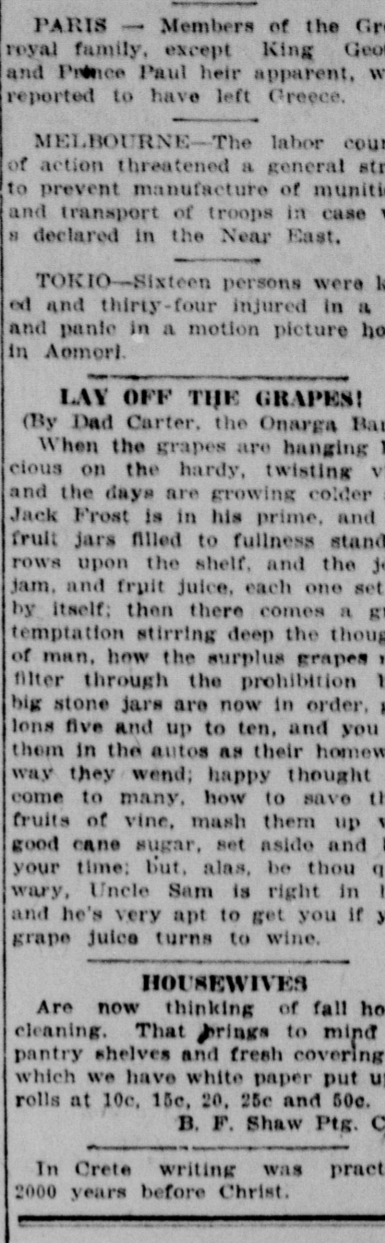 PARIS — Members of the Gr
royal family, except King Geo
and Prince Paul heir apparent, w
reported to have left Greece.
MELBOURNE—The labor coun
of action threatened a general str
to prevent manufacture of muniti
and transport of troops in case
s declared in the Near East.
TOKIO—Sixteen persons were k
ed and thirty-four injured in a
and panic in a motion picture ho
in Aomori.
LAY OFF THE GRAPES!
(By Dad Carter, the Onarga Bar
When the grapes are hanging l
cious on the hardy, twisting v
and the days are growing colder
Jack Frost is in his prime, and
fruit jars filled to fullness stand
rows upon the shelf, and the j
jam, and fruit juice, each one set
by itself; then there comes a gr
temptation stirring deep the thoug
of man, how the surplus grapes
filter through the prohibition
big stone jars are now in order, g
lons five and up to ten, and you
them in the autos as their homew
way they wend; happy thought
come to many, how to save th
fruits of vine, mash them up w
good cane sugar, set aside and
your time; but, alas, be thou q
wary, Uncle Sam is right in l
and he's very apt to get you if y
grape juice turns to wine.
HOUSEWIVES
Are now thinking of fall ho
cleaning. That brings to mind
pantry shelves and fresh covering
which we have white paper put u
rolls at 10c, 15c, 20, 25c and 50c.
B. F. Shaw Ptg. C
In Crete writing was pract
2000 years before Christ.